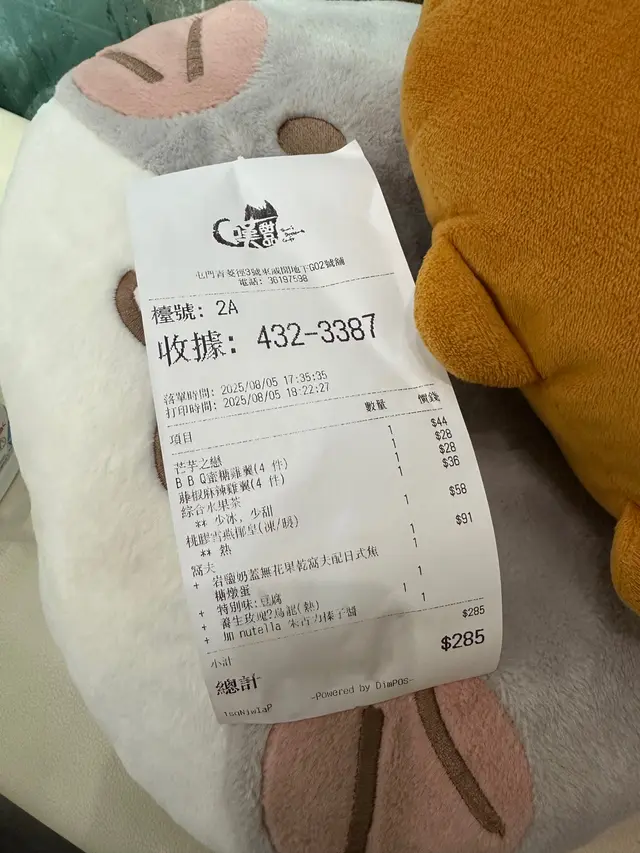 嘆醬
屯門青菱徑3號東威閣地下G02號舖
電話: 36197598
檯號: 2A
收據: 432-3387
落單時間: 2025/08/05 17:35:35
打印時間: 2025/08/05 18:22:27
項目 數量 價錢
芒芋之戀 1 $44
BBQ蜜糖雞翼(4 件) 1 $28
藤椒麻辣雞翼(4 件) 1 $28
綜合水果茶 1 $36
** 少冰, 少甜
桃膠雪燕椰皇(凍/暖) 1 $58
** 熱
窩夫 1 $91
+ 岩鹽奶蓋無花果乾窩夫配日式焦糖燉蛋 1
+ 特別味: 豆腐
+ 養生玫瑰?烏龍(熱) 1
+ 加 nutella 朱古力榛子醬 1
小計 $285
總計 $285
-Powered by DimPOS-